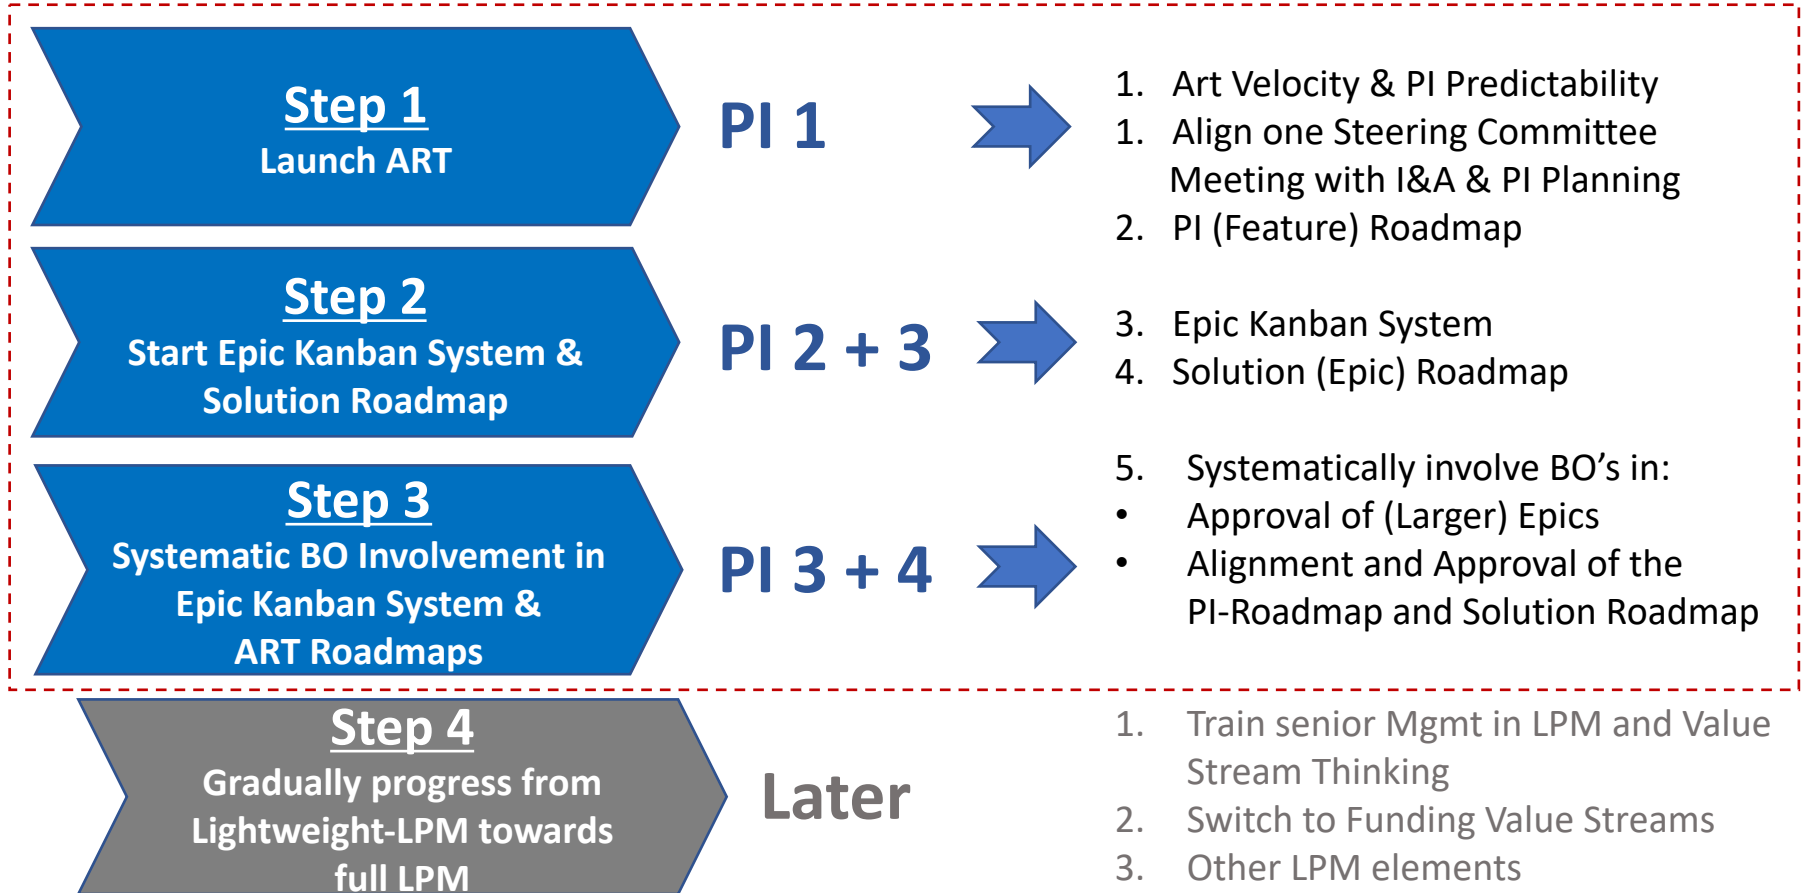 Step 1
Launch ART
PI 1
1. Art Velocity & PI Predictability
1. Align one Steering Committee
Meeting with I&A & PI Planning
2. PI (Feature) Roadmap
Step 2
Start Epic Kanban System &
Solution Roadmap
PI 2 + 3
3. Epic Kanban System
4. Solution (Epic) Roadmap
Step 3
Systematic BO Involvement in
Epic Kanban System &
ART Roadmaps
PI 3 + 4
5. Systematically involve BO’s in:
• Approval of (Larger) Epics
• Alignment and Approval of the
PI-Roadmap and Solution Roadmap
Step 4
Gradually progress from
Lightweight-LPM towards
full LPM
Later
1. Train senior Mgmt in LPM and Value
Stream Thinking
2. Switch to Funding Value Streams
3. Other LPM elements